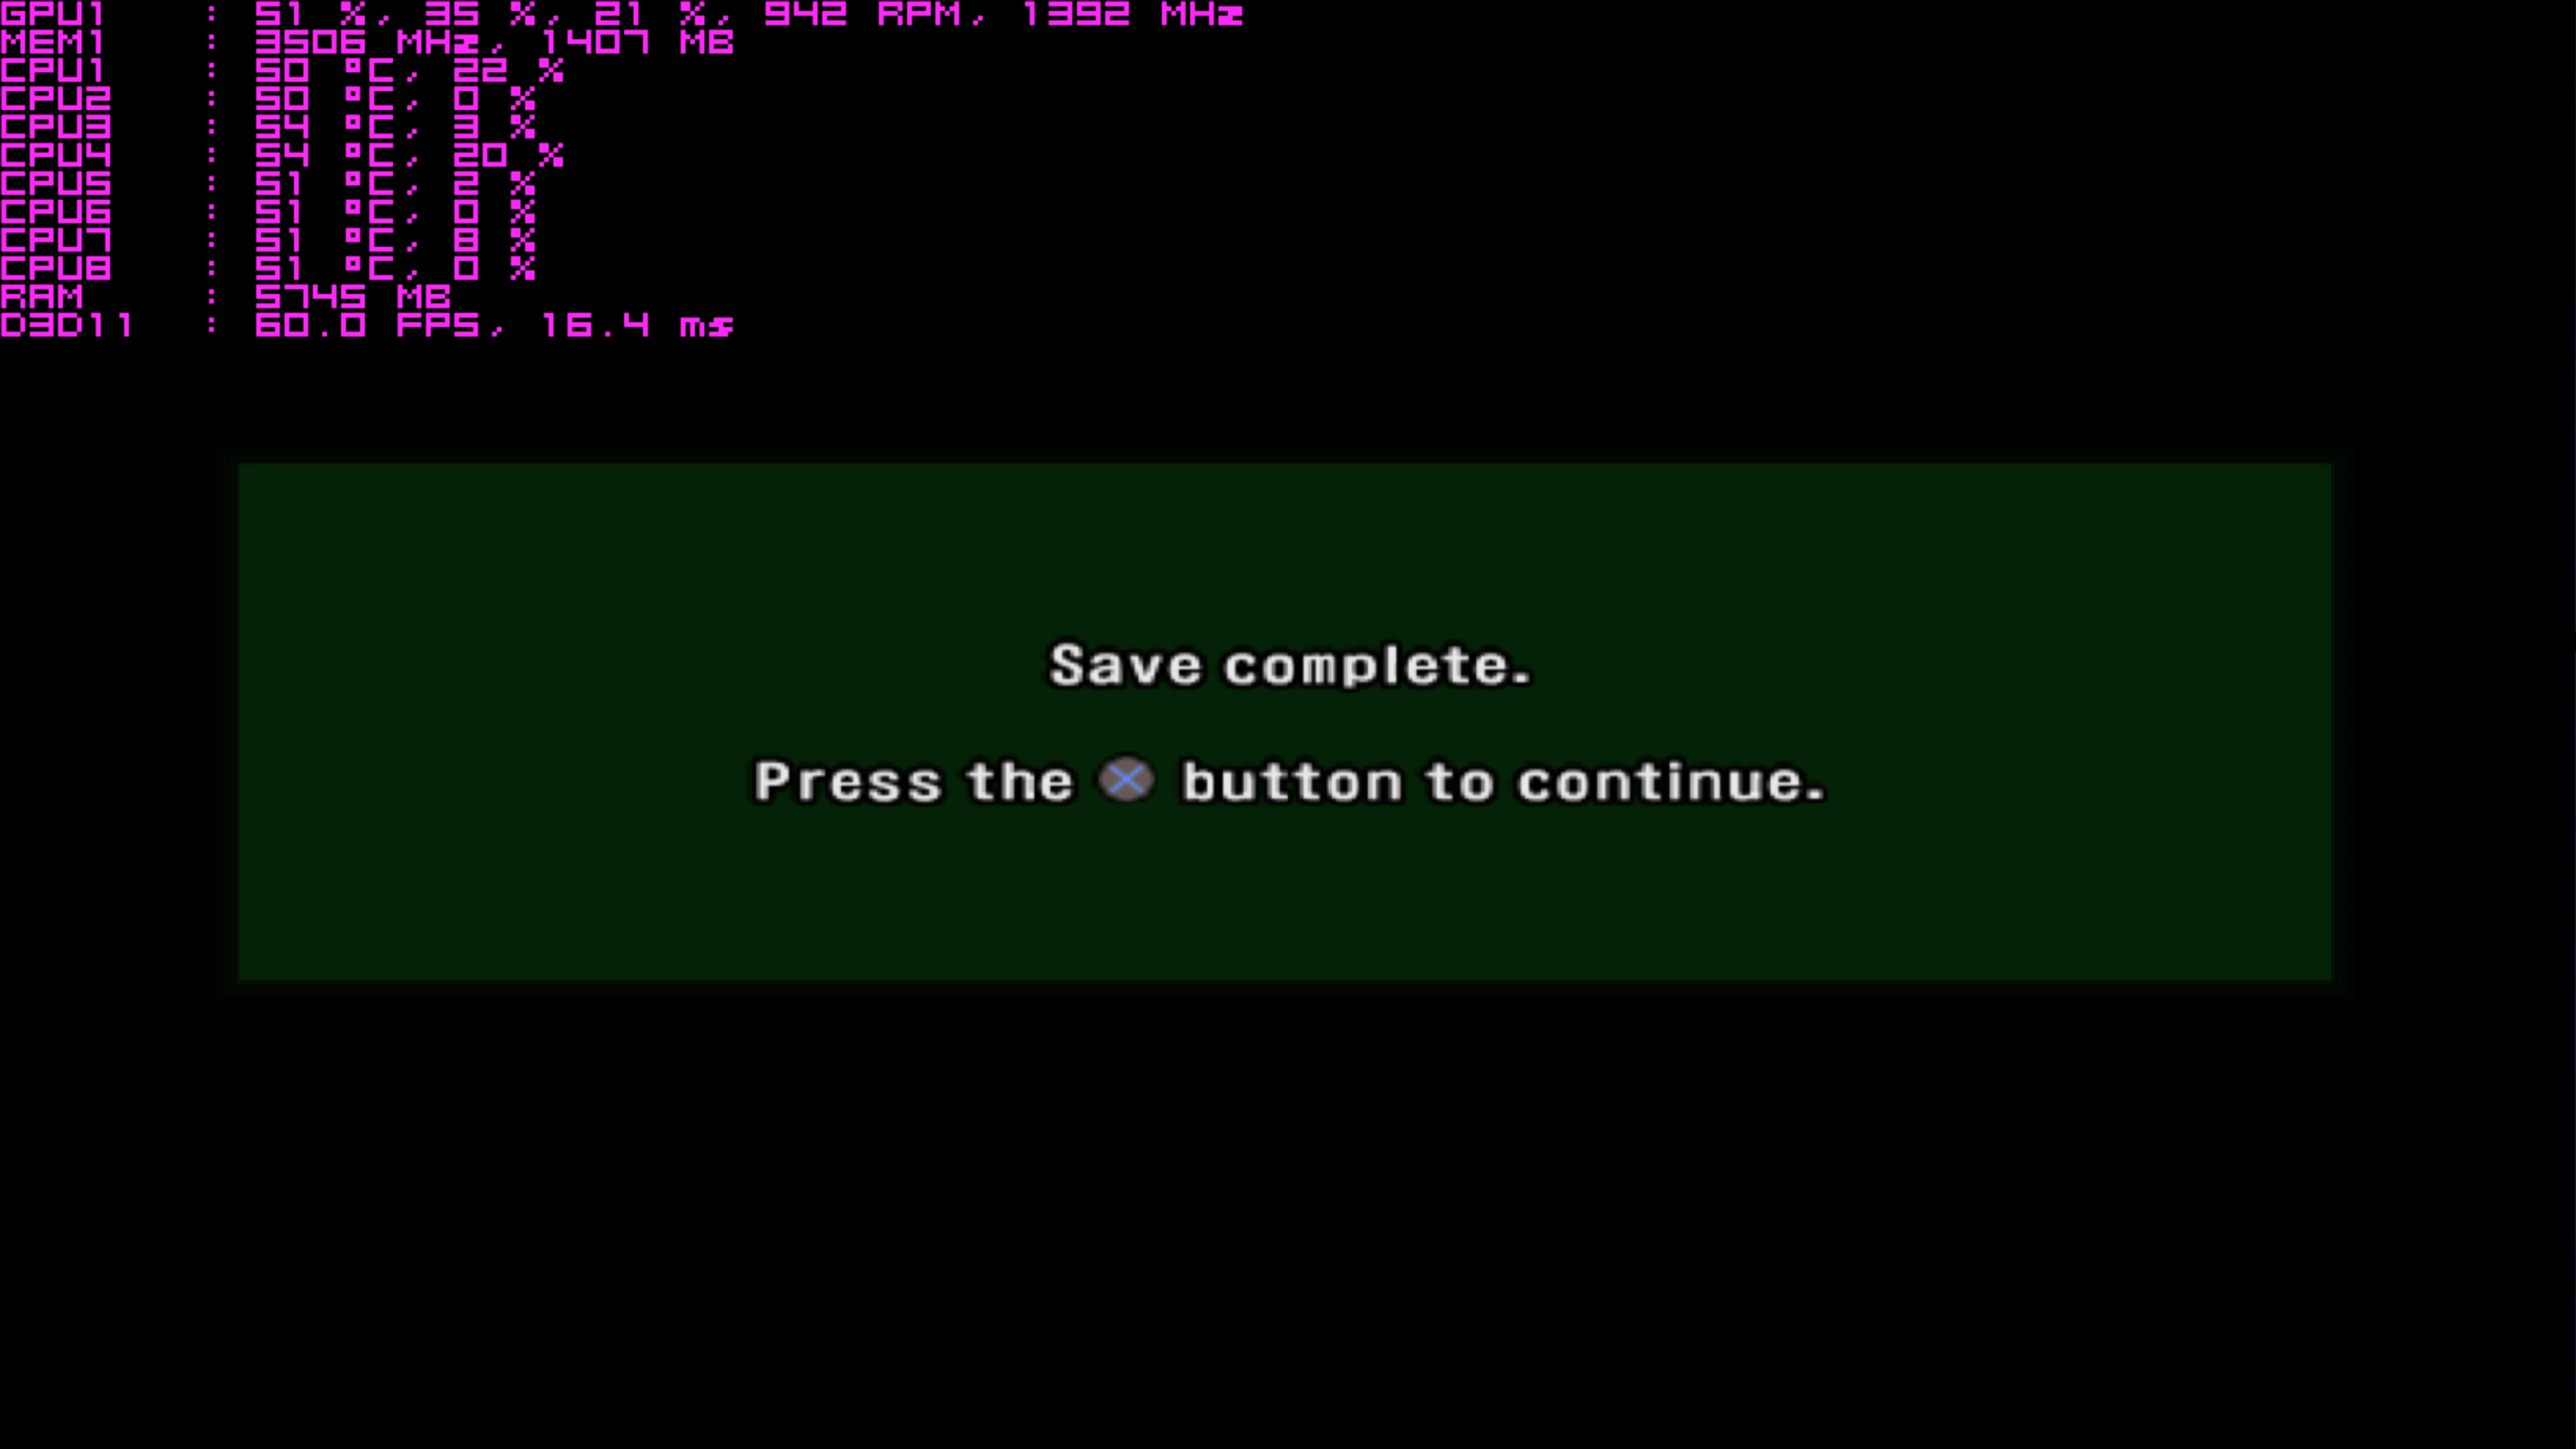 GPU1 : 51 %, 35 %, 21 %, 942 RPM, 1392 MHz
MEM1 : 3506 MHz, 1407 MB
CPU1 : 50 °C, 22 %
CPU2 : 50 °C, 0 %
CPU3 : 54 °C, 3 %
CPU4 : 54 °C, 20 %
CPU5 : 51 °C, 2 %
CPU6 : 51 °C, 0 %
CPU7 : 51 °C, 8 %
CPU8 : 51 °C, 0 %
RAM : 5745 MB
D3D11 : 60.0 FPS, 16.4 ms
Save complete.
Press the ⓧ button to continue.